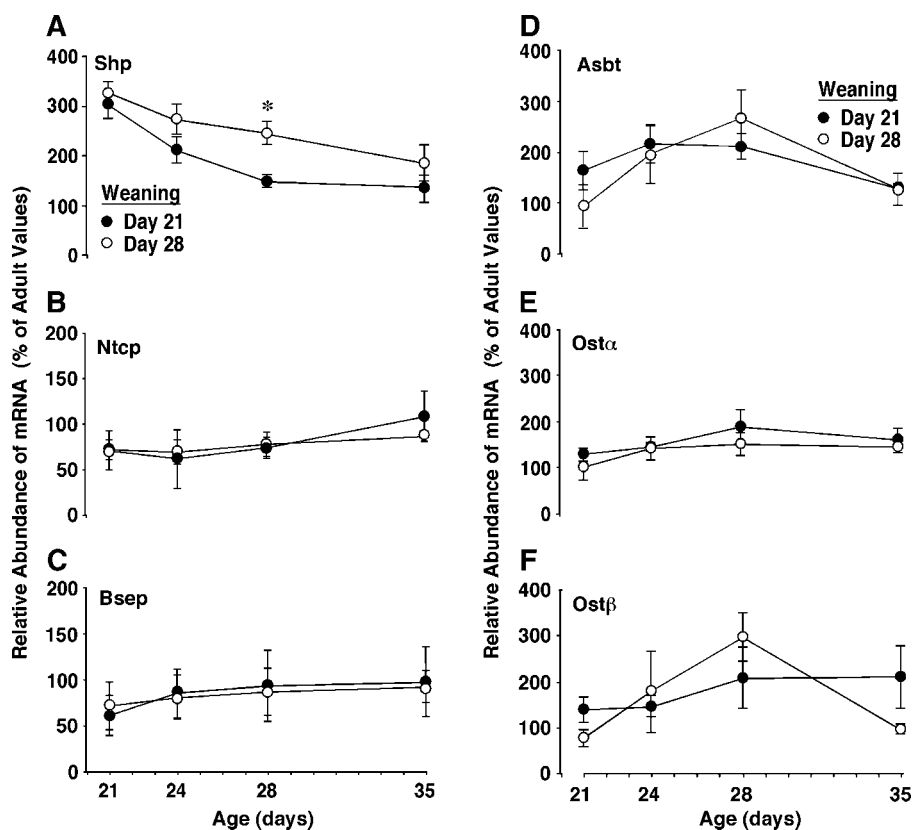 A
Shp
400
300
200
100
0
*
Weaning
Day 21
Day 28
B
Ntcp
200
150
100
50
0
C
Bsep
200
150
100
50
0
21
24
28
35
Age (days)
Relative Abundance of mRNA (% of Adult Values)
D
Asbt
400
300
200
100
0
Weaning
Day 21
Day 28
E
Ostα
400
300
200
100
0
F
Ostβ
400
300
200
100
0
21
24
28
35
Age (days)
Relative Abundance of mRNA (% of Adult Values)